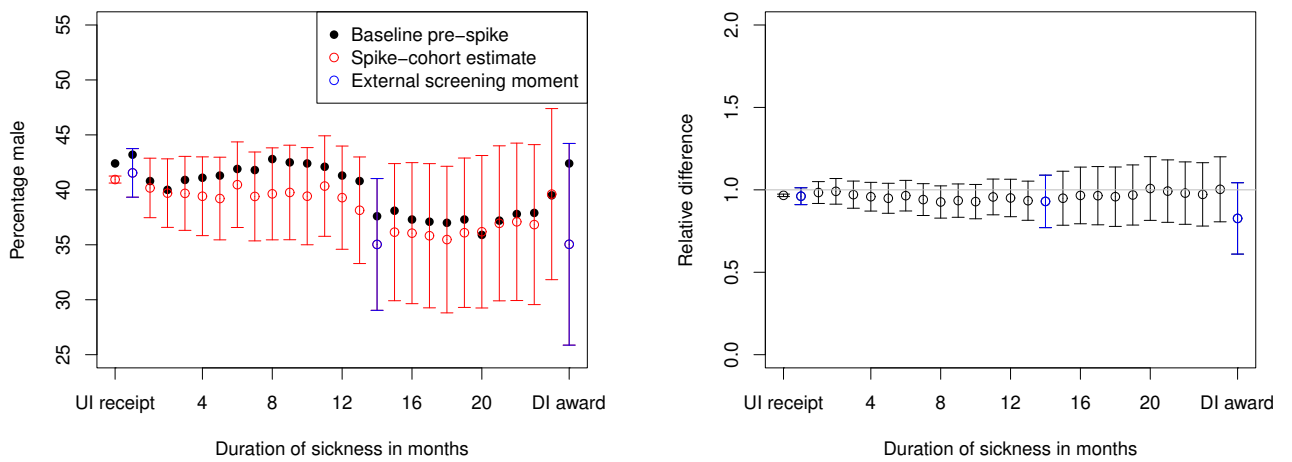 Percentage male
55
50
45
40
35
30
25
Baseline pre−spike
Spike−cohort estimate
External screening moment
UI receipt 4 8 12 16 20 DI award
Duration of sickness in months
Relative difference
2.0
1.5
1.0
0.5
0.0
UI receipt 4 8 12 16 20 DI award
Duration of sickness in months